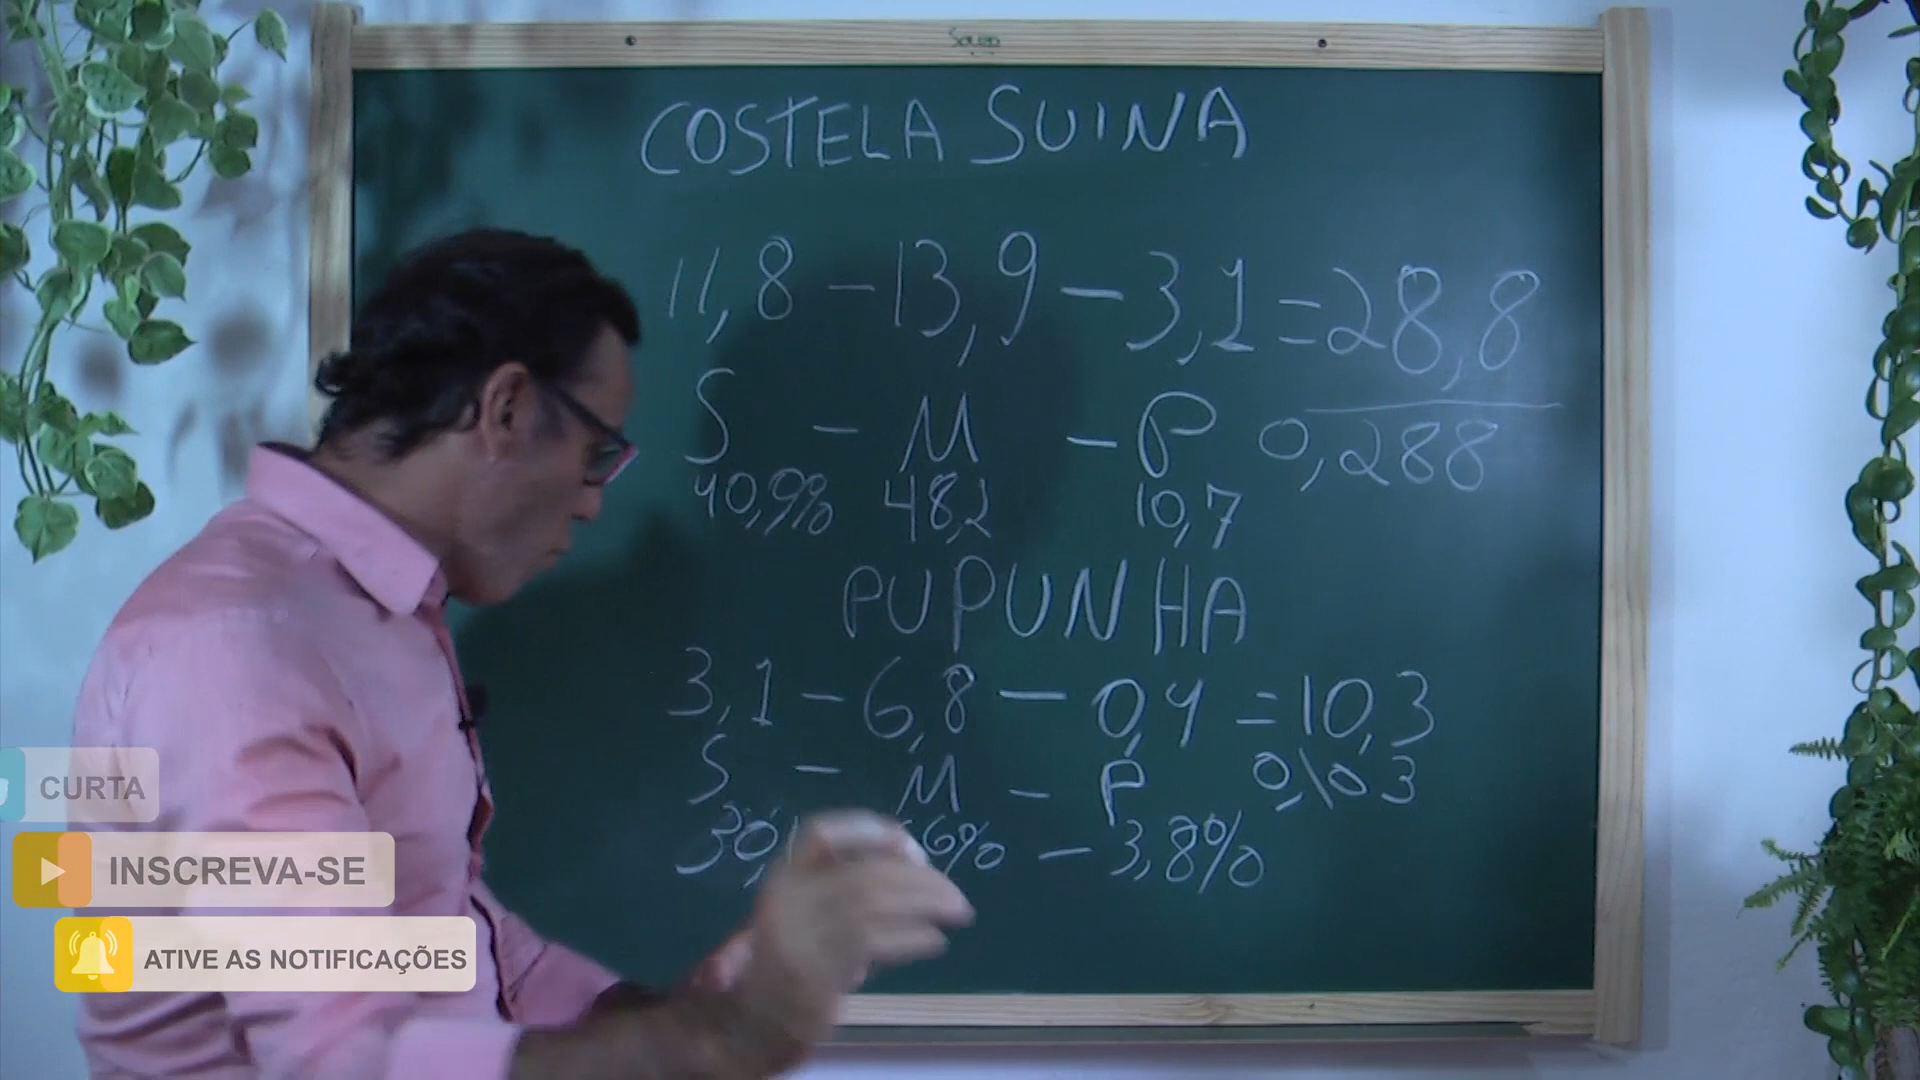 COSTELA SUINA
11,8 - 13,9 - 3,1 = 28,8
S - M - P 0,288
40,9% 48,2 10,7
PUPUNHA
3,1 - 6,8 - 0,4 = 10,3
S - M - P 0,103
- 3,8%
CURTA
INSCREVA-SE
ATIVE AS NOTIFICAÇÕES